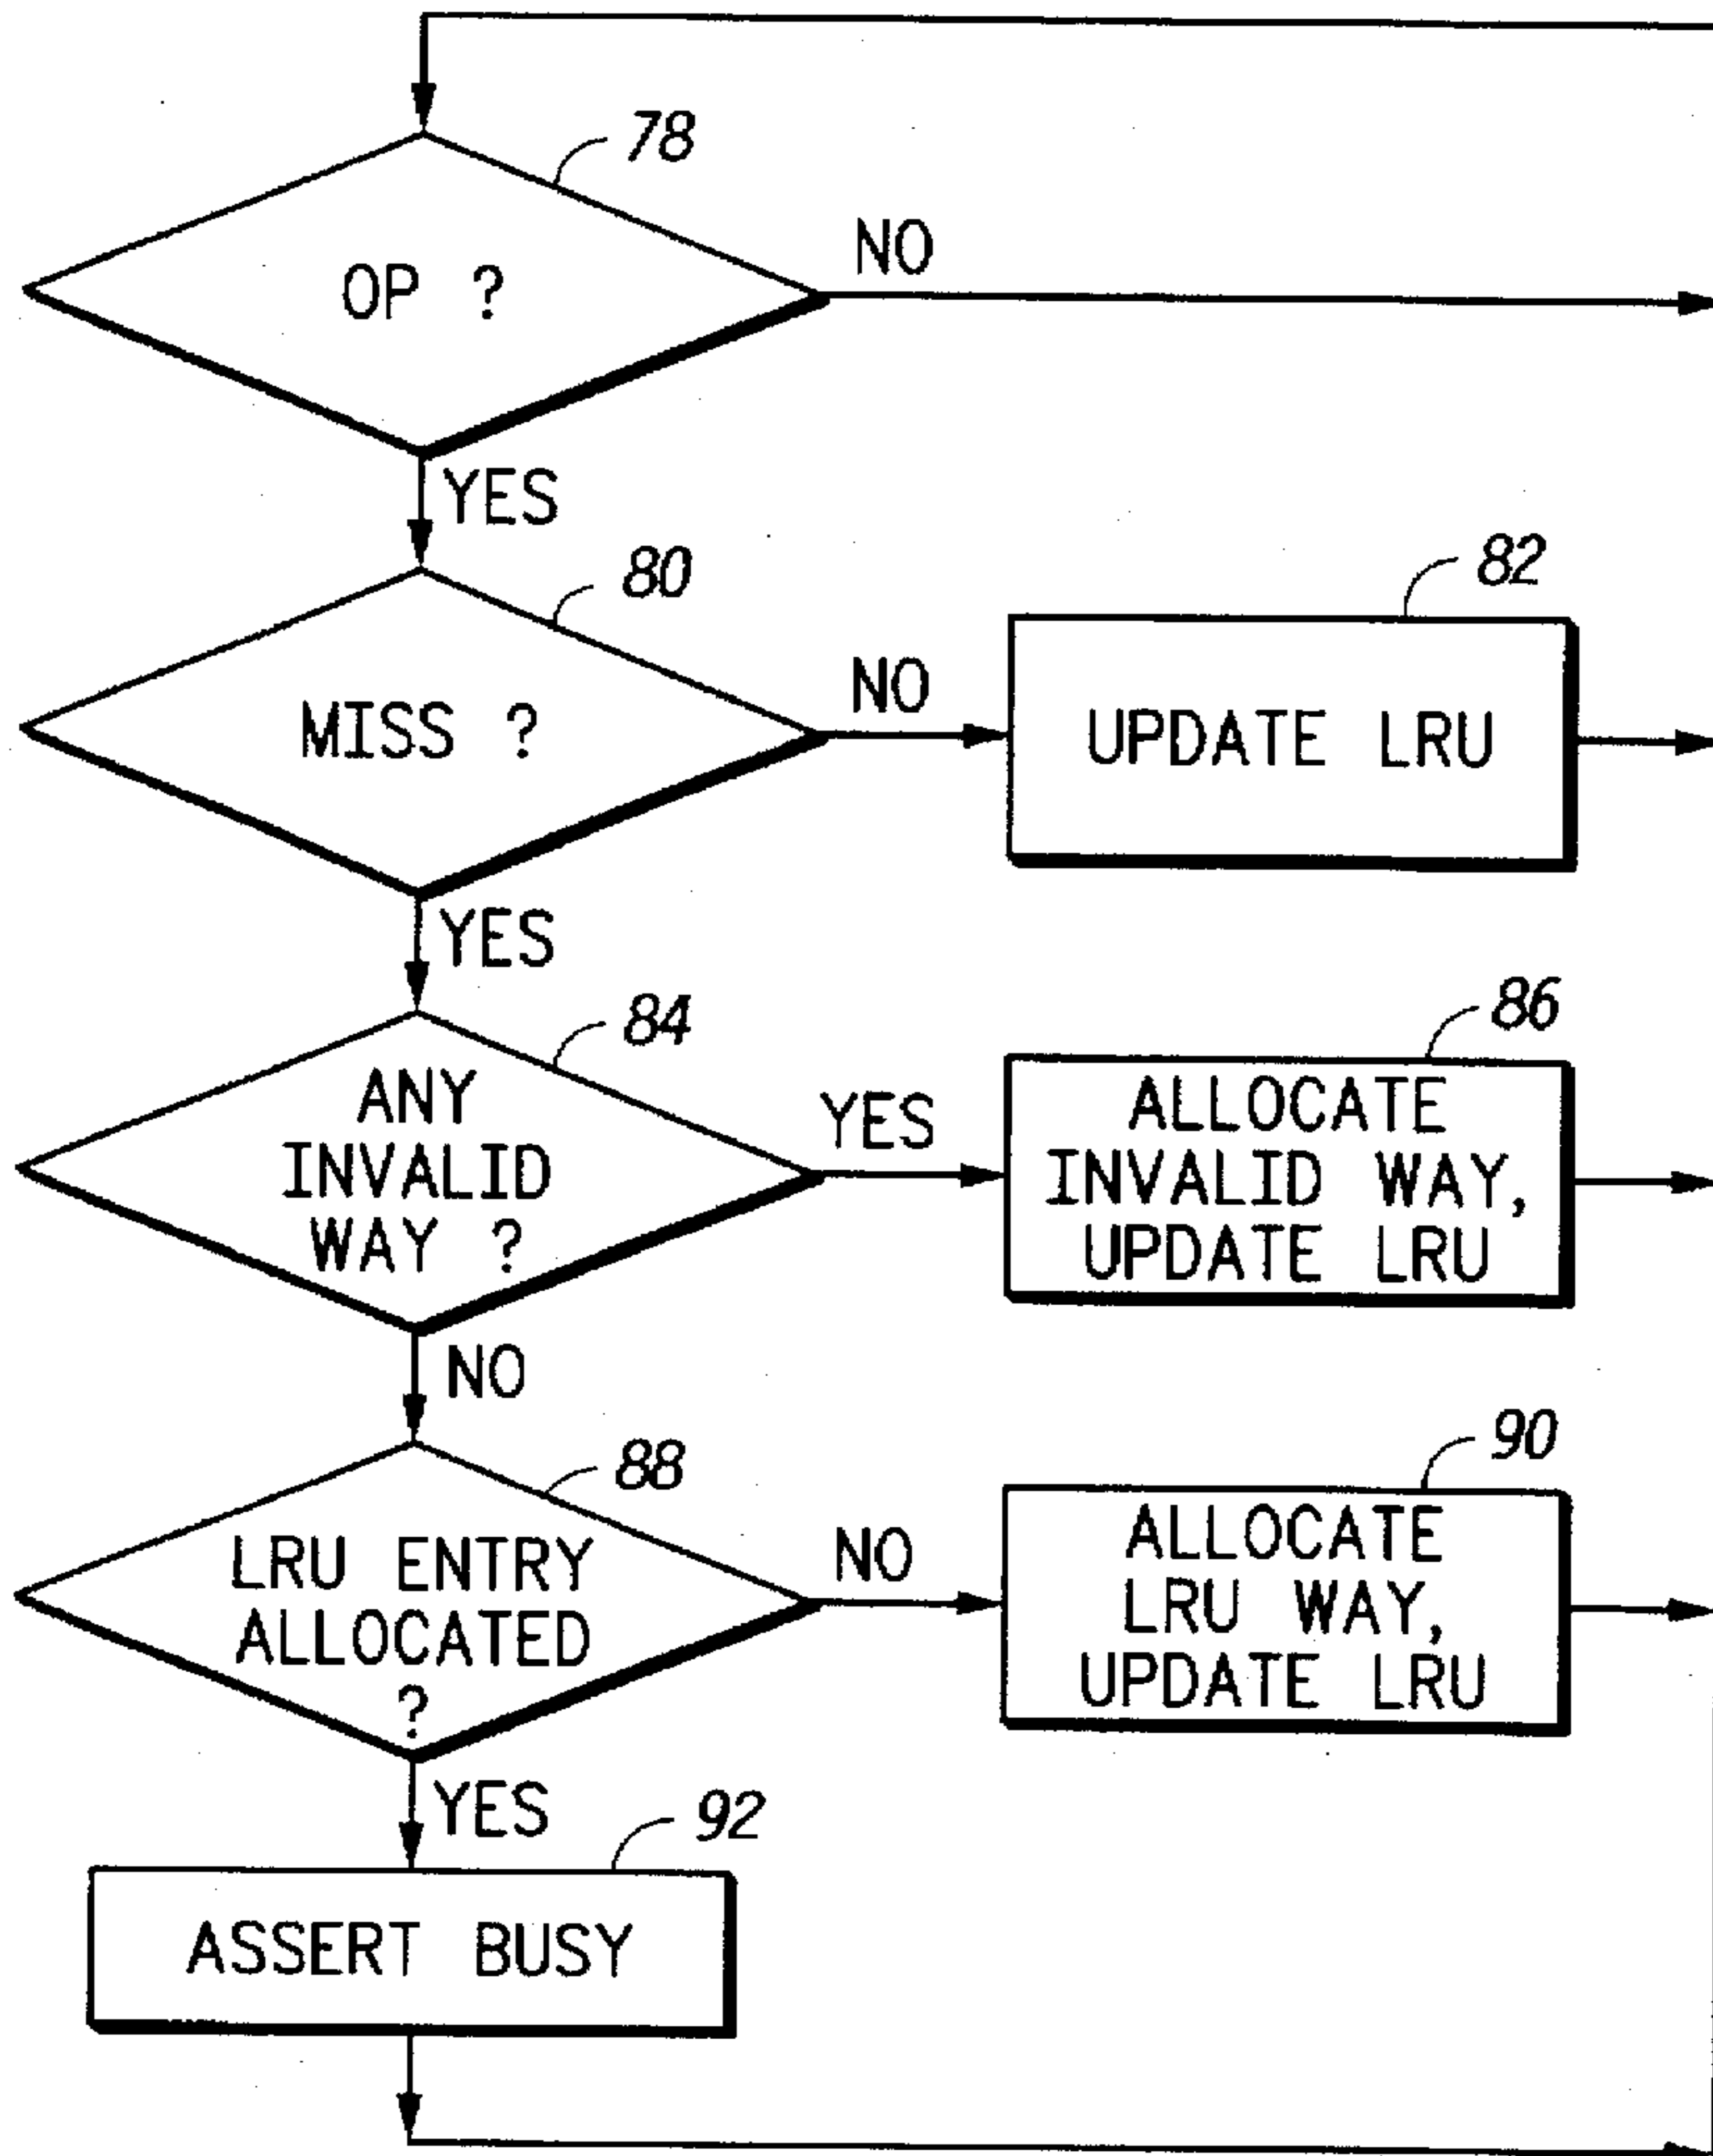 78
OP ?
NO
YES
80
MISS ?
NO
82
UPDATE LRU
YES
84
ANY
INVALID
WAY ?
YES
86
ALLOCATE
INVALID WAY,
UPDATE LRU
NO
88
LRU ENTRY
ALLOCATED
?
NO
90
ALLOCATE
LRU WAY,
UPDATE LRU
YES
92
ASSERT BUSY